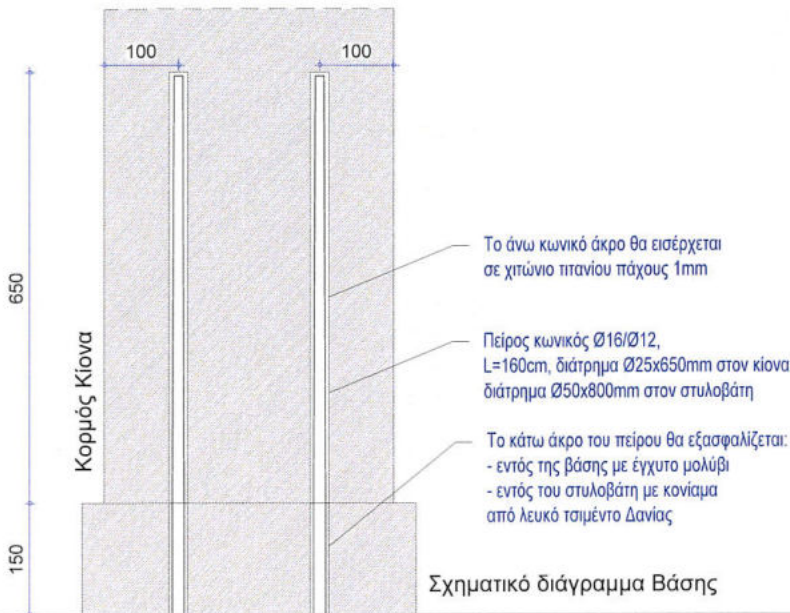 100
100
650
Κορμός Κίονα
150
Το άνω κωνικό άκρο θα εισέρχεται
σε χιτώνιο τιτανίου πάχους 1mm
Πείρος κωνικός Ø16/Ø12,
L=160cm, διάτρημα Ø25x650mm στον κίονα
διάτρημα Ø50x800mm στον στυλοβάτη
Το κάτω άκρο του πείρου θα εξασφαλίζεται:
- εντός της βάσης με έγχυτο μολύβι
- εντός του στυλοβάτη με κονίαμα
από λευκό τσιμέντο Δανίας
Σχηματικό διάγραμμα Βάσης